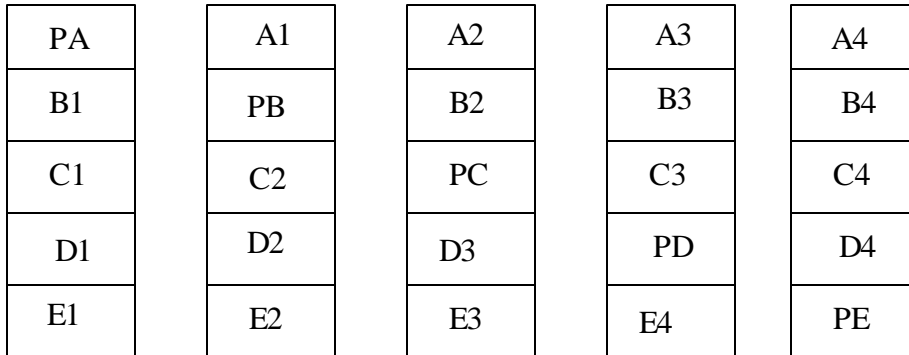 PA A1 A2 A3 A4
B1 PB B2 B3 B4
C1 C2 PC C3 C4
D1 D2 D3 PD D4
E1 E2 E3 E4 PE